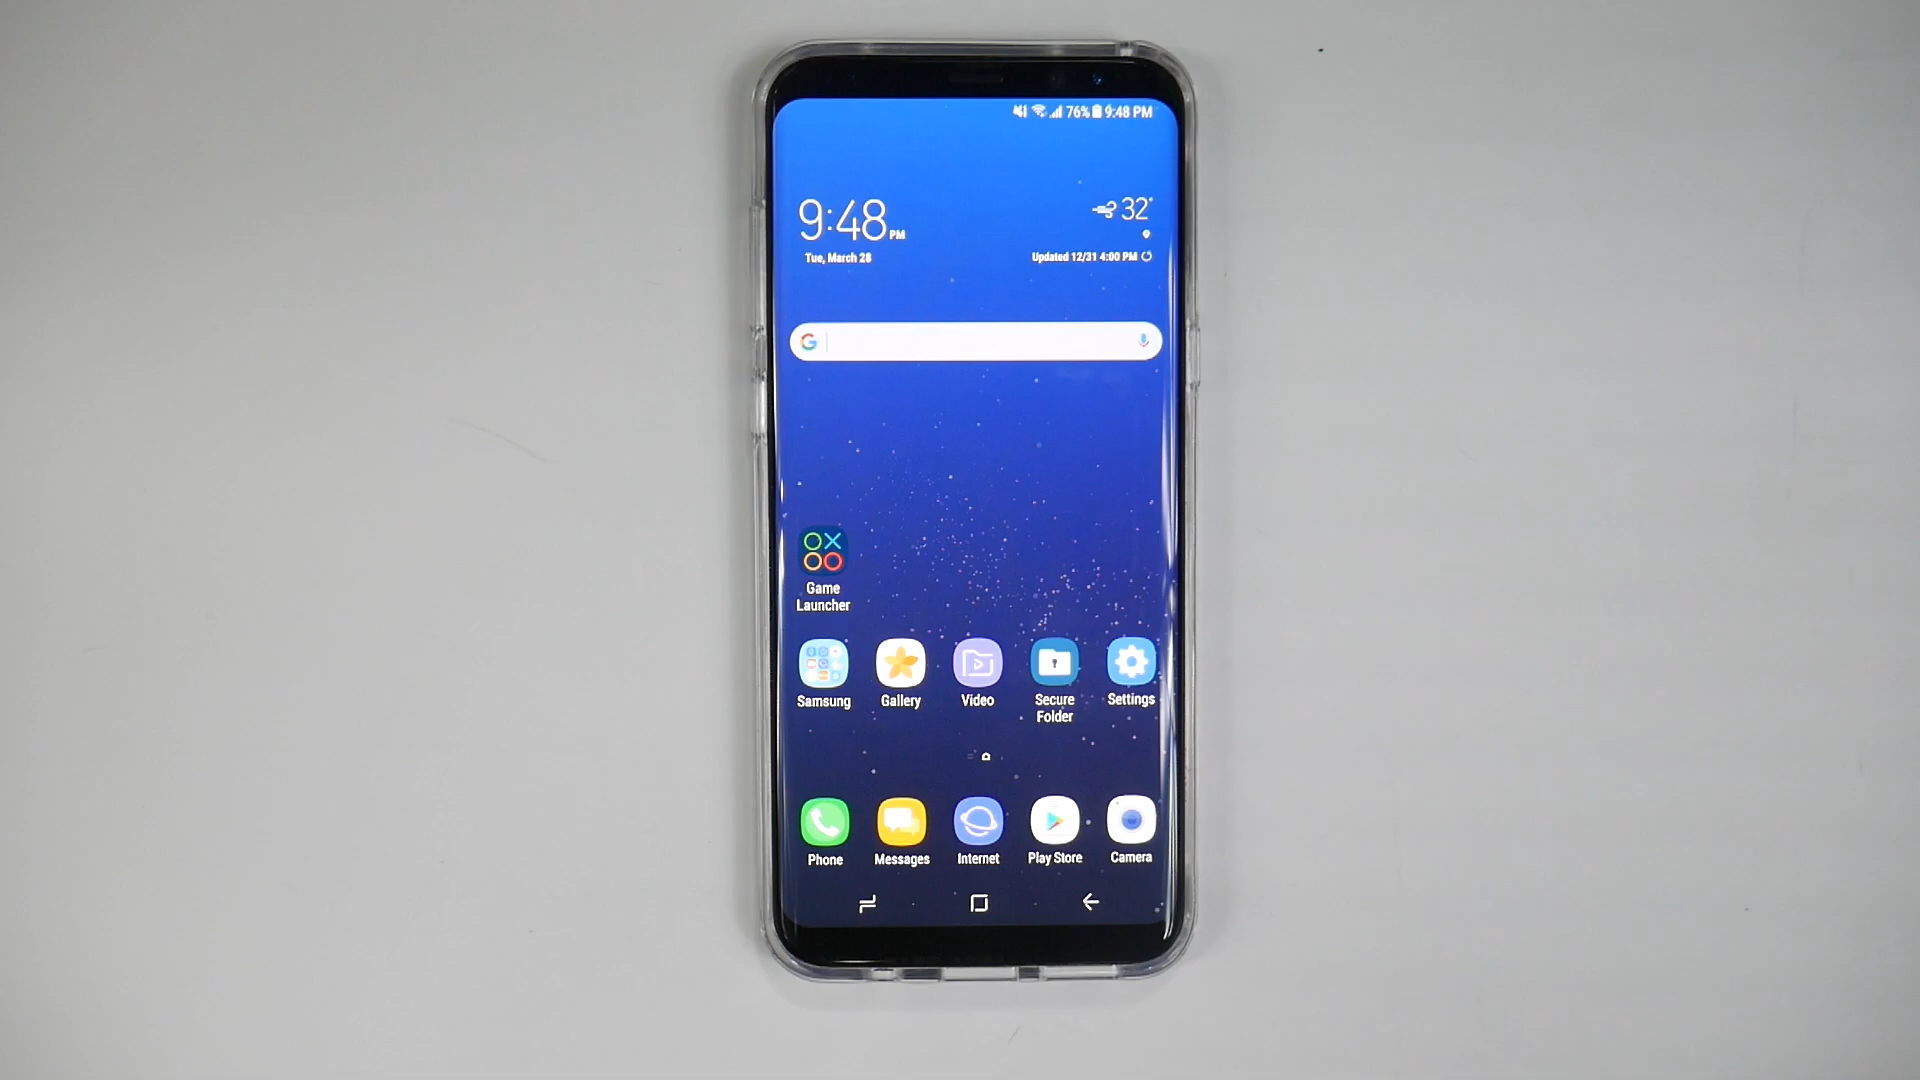 76% 9:48 PM
9:48 PM
32°
Tue, March 28
Updated 12/31 4:00 PM
G
Game
Launcher
Samsung
Gallery
Video
Secure
Folder
Settings
Phone
Messages
Internet
Play Store
Camera